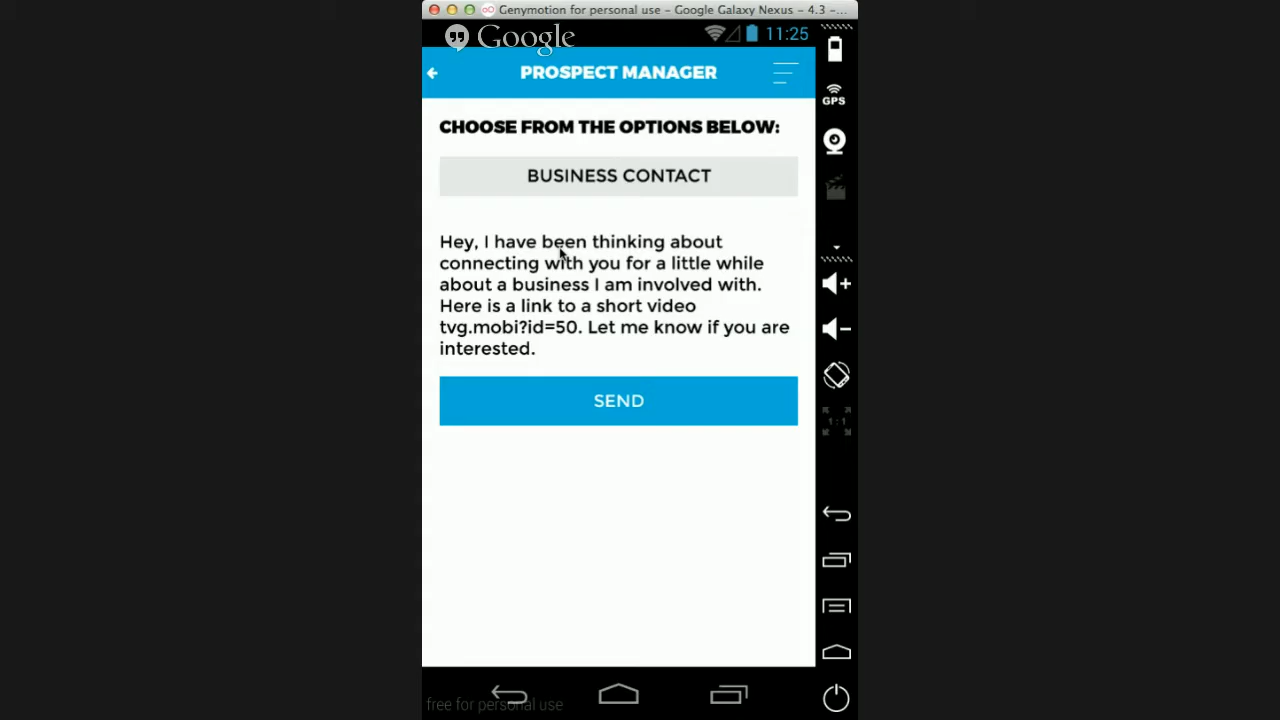 Genymotion for personal use - Google Galaxy Nexus - 4.3 -...
Google
11:25
PROSPECT MANAGER
GPS
CHOOSE FROM THE OPTIONS BELOW:
BUSINESS CONTACT
Hey, I have been thinking about
connecting with you for a little while
about a business I am involved with.
Here is a link to a short video
tvg.mobi?id=50. Let me know if you are
interested.
SEND
1:1
free for personal use